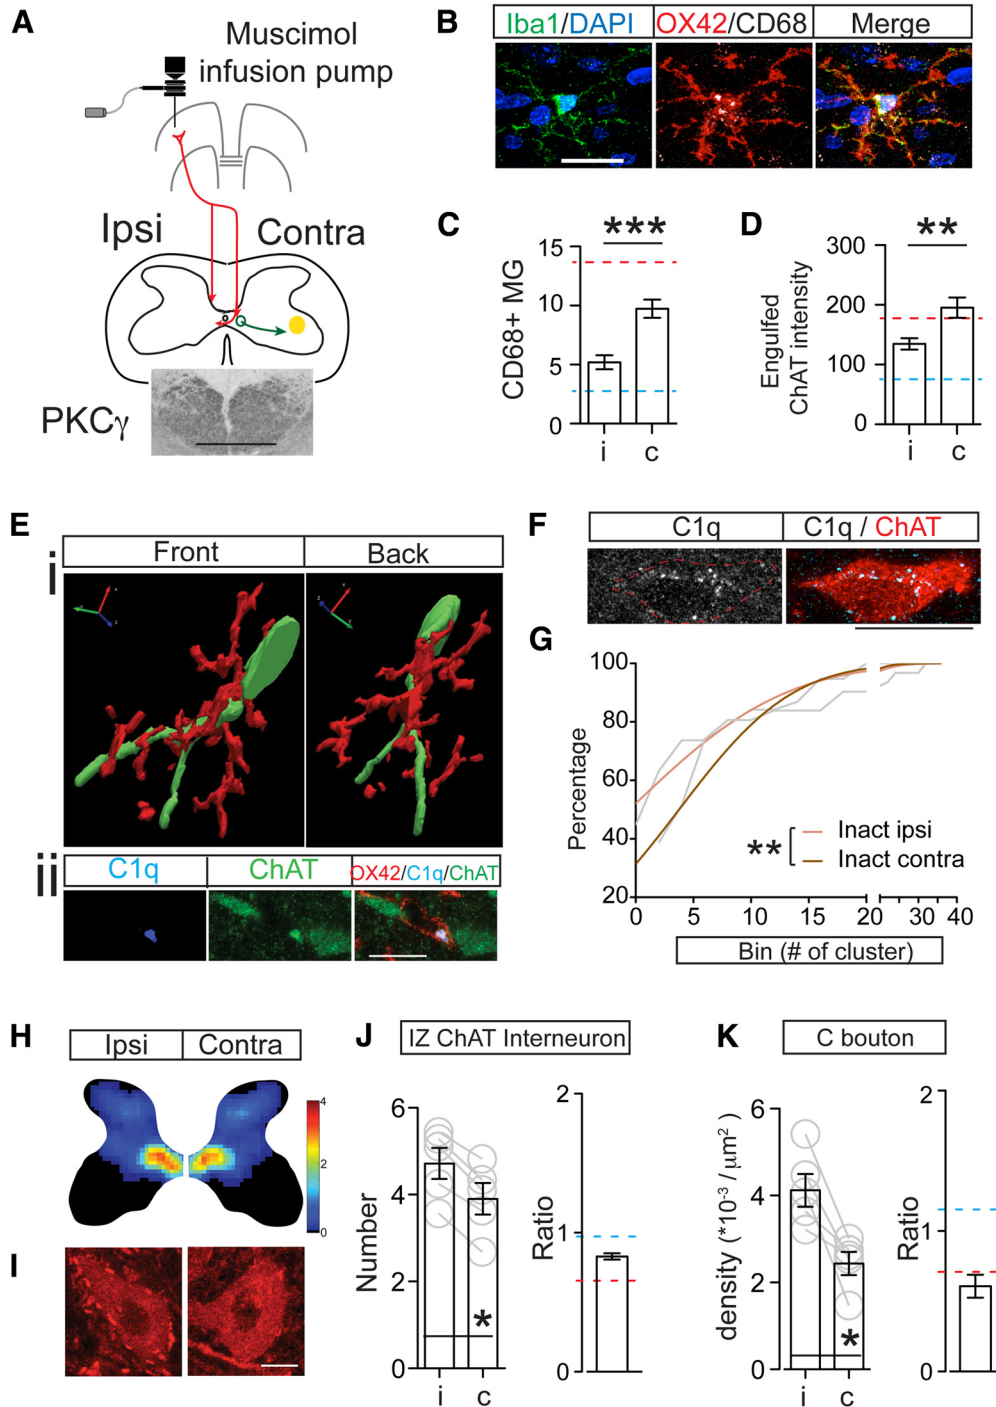 A
Muscimol
infusion pump
Ipsi
Contra
PKCγ
B
Iba1/DAPI
OX42/CD68
Merge
C
***
15
10
5
0
CD68+ MG
i
c
D
**
300
200
100
0
Engulfed
ChAT intensity
i
c
E
i
Front
Back
ii
C1q
ChAT
OX42/C1q/ChAT
F
C1q
C1q / ChAT
G
100
80
60
40
20
Percentage
**
Inact ipsi
Inact contra
0
5
10
15
20
30
40
Bin (# of cluster)
H
Ipsi
Contra
4
2
0
I
J
IZ ChAT Interneuron
6
4
2
0
Number
*
i
c
2
1
0
Ratio
K
C bouton
6
4
2
0
density (*10⁻³ /µm²)
*
i
c
2
1
0
Ratio